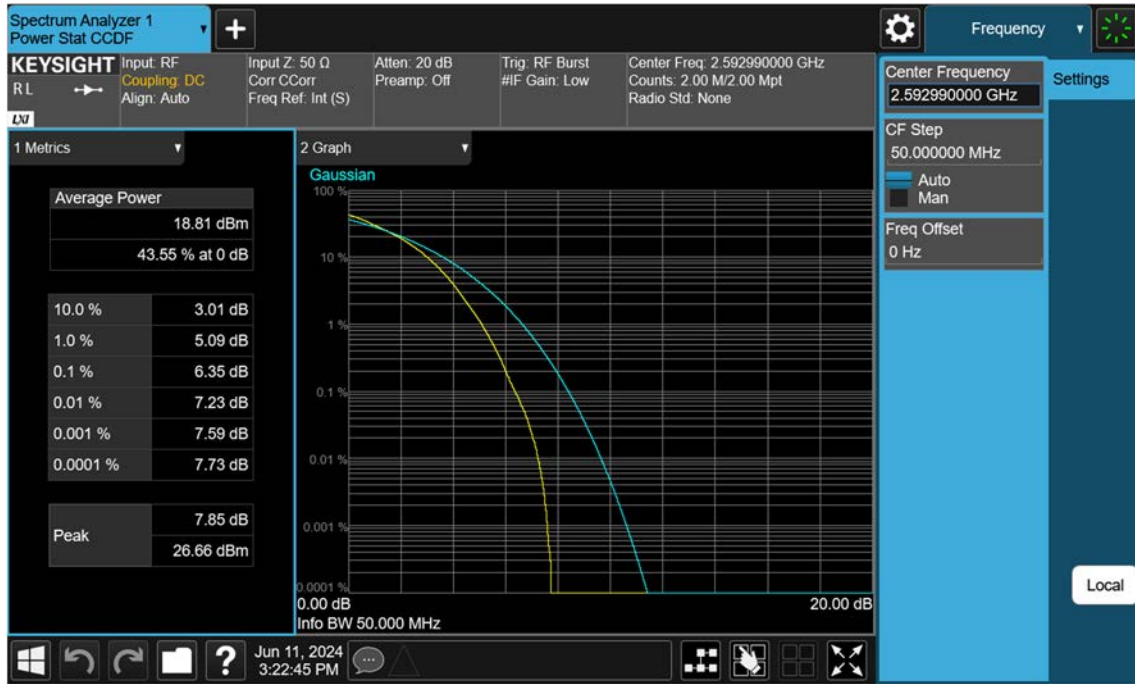 Spectrum Analyzer 1
Power Stat CCDF
+
Frequency
KEYSIGHT
RL
LXI
Input: RF
Coupling: DC
Align: Auto
Input Z: 50 Ω
Corr CCorr
Freq Ref: Int (S)
Atten: 20 dB
Preamp: Off
Trig: RF Burst
#IF Gain: Low
Center Freq: 2.592990000 GHz
Counts: 2.00 M/2.00 Mpt
Radio Std: None
Center Frequency
2.592990000 GHz
Settings
CF Step
50.000000 MHz
Auto
Man
Freq Offset
0 Hz
1 Metrics
Average Power
18.81 dBm
43.55 % at 0 dB
10.0 % 3.01 dB
1.0 % 5.09 dB
0.1 % 6.35 dB
0.01 % 7.23 dB
0.001 % 7.59 dB
0.0001 % 7.73 dB
Peak
7.85 dB
26.66 dBm
2 Graph
Gaussian
100 %
10 %
1 %
0.1 %
0.01 %
0.001 %
0.0001 %
0.00 dB 20.00 dB
Info BW 50.000 MHz
Local
?
Jun 11, 2024
3:22:45 PM